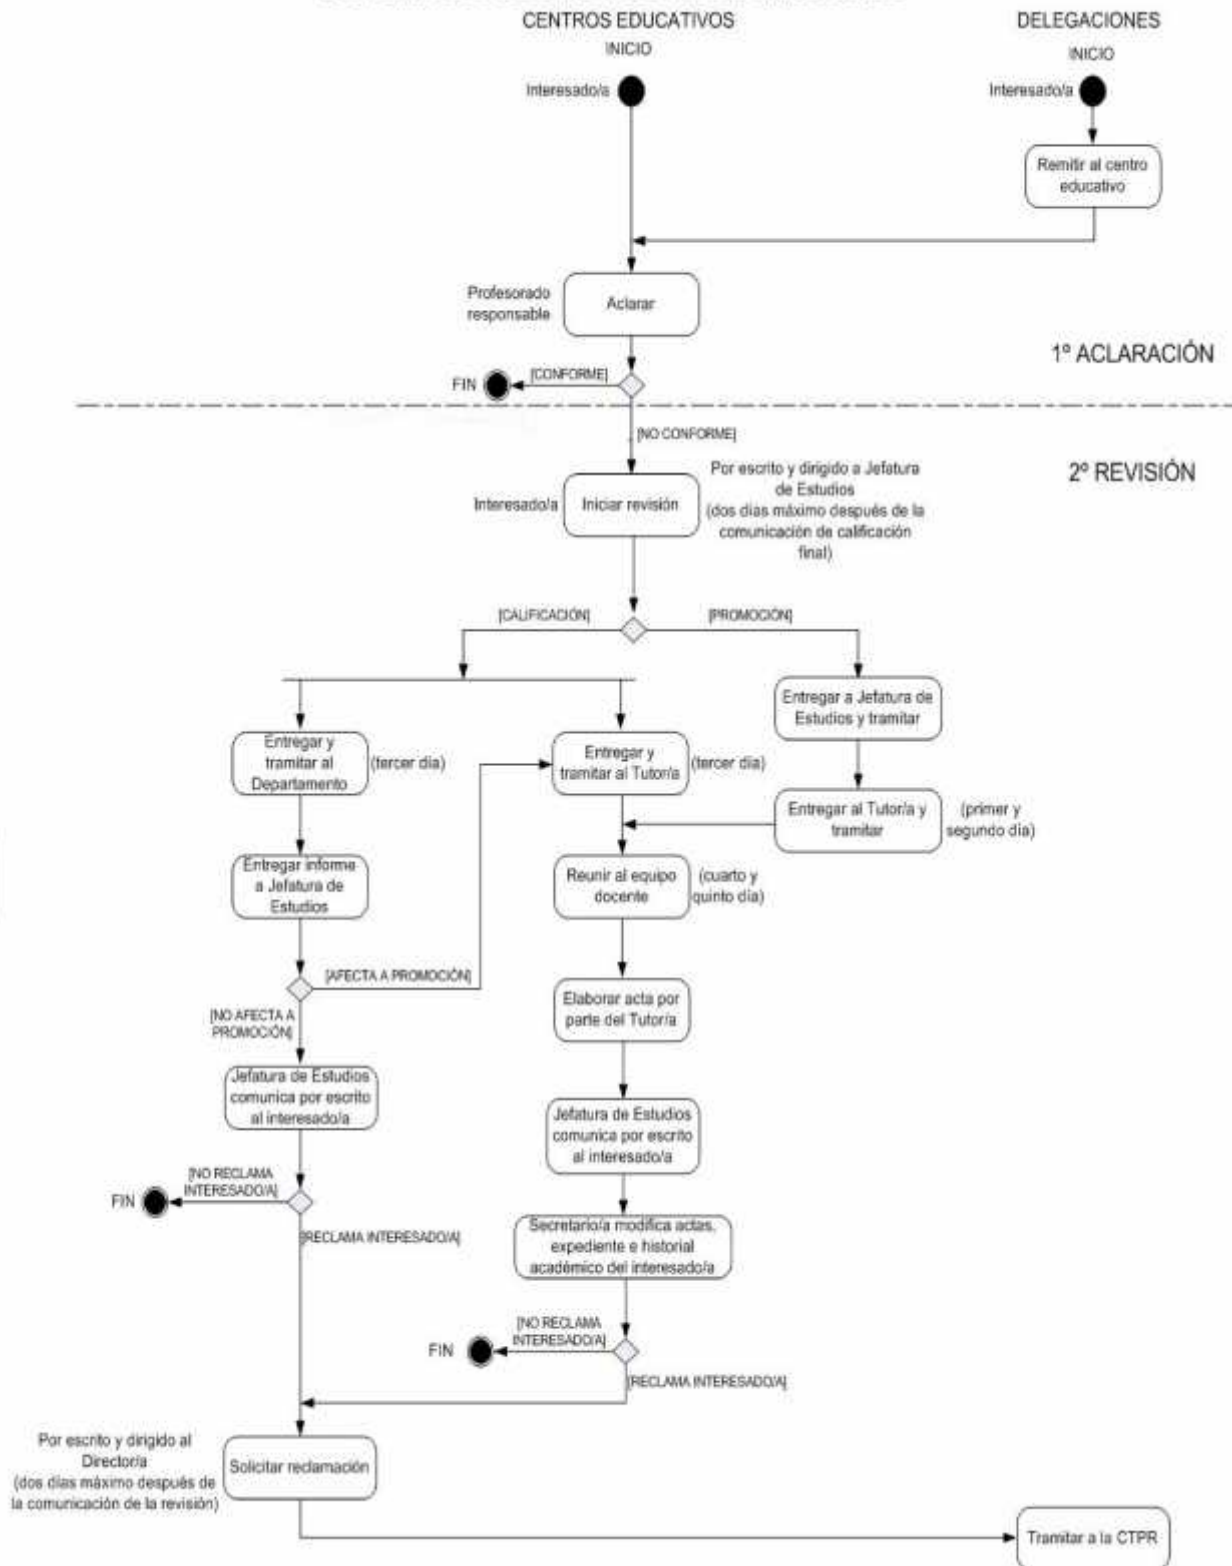 CENTROS EDUCATIVOS
INICIO
Interesado/a
DELEGACIONES
INICIO
Interesado/a
Remitir al centro
educativo
Profesorado
responsable
Aclarar
1º ACLARACIÓN
FIN
[CONFORME]
[NO CONFORME]
2º REVISIÓN
Interesado/a
Iniciar revisión
Por escrito y dirigido a Jefatura
de Estudios
(dos días máximo después de la
comunicación de calificación
final)
[CALIFICACIÓN]
[PROMOCIÓN]
Entregar a Jefatura de
Estudios y tramitar
Entregar y
tramitar al
Departamento
(tercer día)
Entregar y
tramitar al Tutor/a
(tercer día)
Entregar al Tutor/a y
tramitar
(primer y
segundo día)
Entregar informe
a Jefatura de
Estudios
Reunir al equipo
docente
(cuarto y
quinto día)
[AFECTA A PROMOCIÓN]
[NO AFECTA A
PROMOCIÓN]
Elaborar acta por
parte del Tutor/a
Jefatura de Estudios
comunica por escrito
al interesado/a
Jefatura de Estudios
comunica por escrito
al interesado/a
FIN
[NO RECLAMA
INTERESADO/A]
[RECLAMA INTERESADO/A]
Secretario/a modifica actas,
expediente e historial
académico del interesado/a
FIN
[NO RECLAMA
INTERESADO/A]
[RECLAMA INTERESADO/A]
Por escrito y dirigido al
Director/a
(dos días máximo después de
la comunicación de la revisión)
Solicitar reclamación
Tramitar a la CTPR